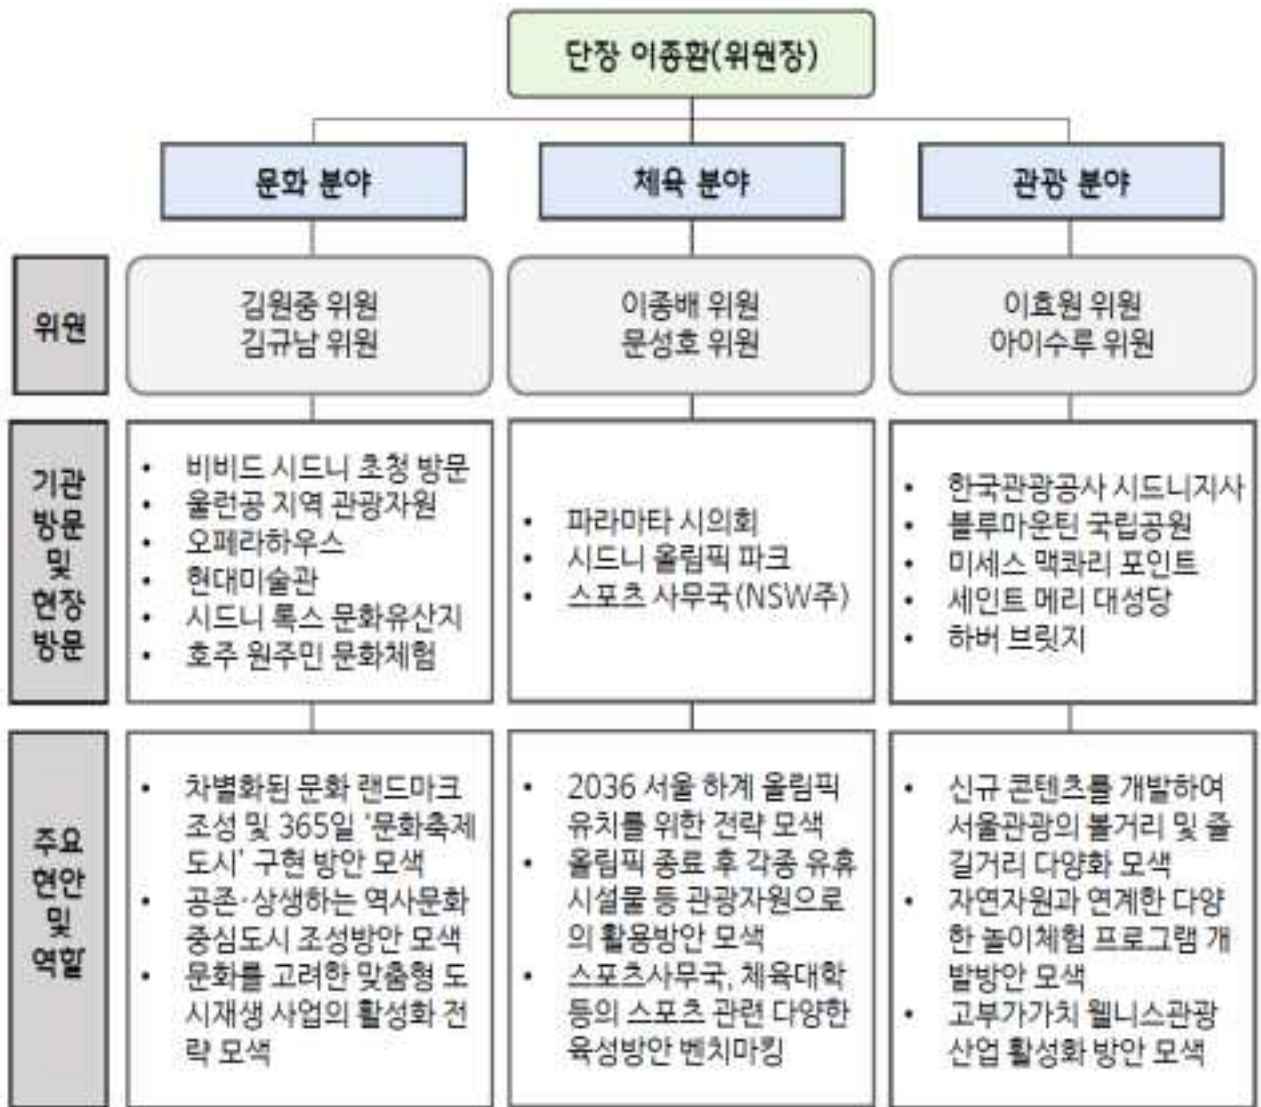 단장 이종환(위원장)
문화 분야
체육 분야
관광 분야
위원
김원중 위원
김규남 위원
이종배 위원
문성호 위원
이효원 위원
아이수루 위원
기관
방문
및
현장
방문
• 비비드 시드니 초청 방문
• 울런공 지역 관광자원
• 오페라하우스
• 현대미술관
• 시드니 록스 문화유산지
• 호주 원주민 문화체험
• 파라마타 시의회
• 시드니 올림픽 파크
• 스포츠 사무국(NSW주)
• 한국관광공사 시드니지사
• 블루마운틴 국립공원
• 미세스 맥콰리 포인트
• 세인트 메리 대성당
• 하버 브릿지
주요
현안
및
역할
• 차별화된 문화 랜드마크
조성 및 365일 '문화축제
도시' 구현 방안 모색
• 공존·상생하는 역사문화
중심도시 조성방안 모색
• 문화를 고려한 맞춤형 도
시재생 사업의 활성화 전
략 모색
• 2036 서울 하계 올림픽
유치를 위한 전략 모색
• 올림픽 종료 후 각종 유휴
시설물 등 관광자원으로
의 활용방안 모색
• 스포츠사무국, 체육대학
등의 스포츠 관련 다양한
육성방안 벤치마킹
• 신규 콘텐츠를 개발하여
서울관광의 볼거리 및 즐
길거리 다양화 모색
• 자연자원과 연계한 다양
한 놀이체험 프로그램 개
발방안 모색
• 고부가가치 웰니스관광
산업 활성화 방안 모색